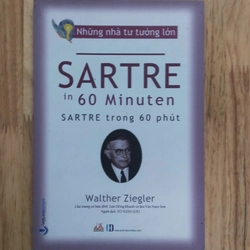 Những nhà tư tưởng lớn
SARTRE
in 60 Minuten
SARTRE trong 60 phút
Walther Ziegler